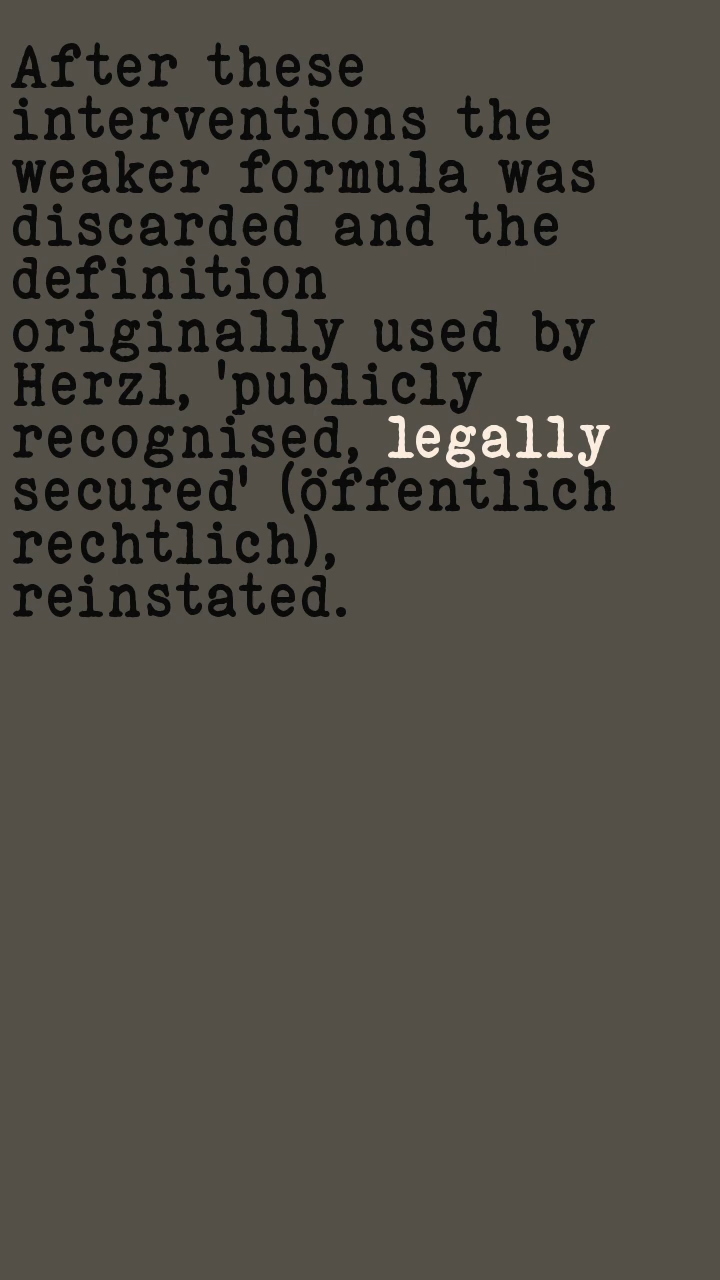 After these
interventions the
weaker formula was
discarded and the
definition
originally used by
Herzl, 'publicly
recognised, legally
secured' (öffentlich
rechtlich),
reinstated.